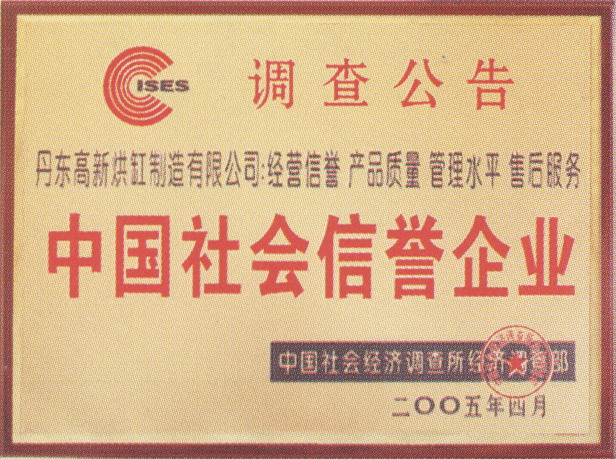 ISES
调查公告
丹东高新烘缸制造有限公司:经营信誉 产品质量 管理水平 售后服务
中国社会信誉企业
中国社会经济调查所经济调查部
二OO五年四月